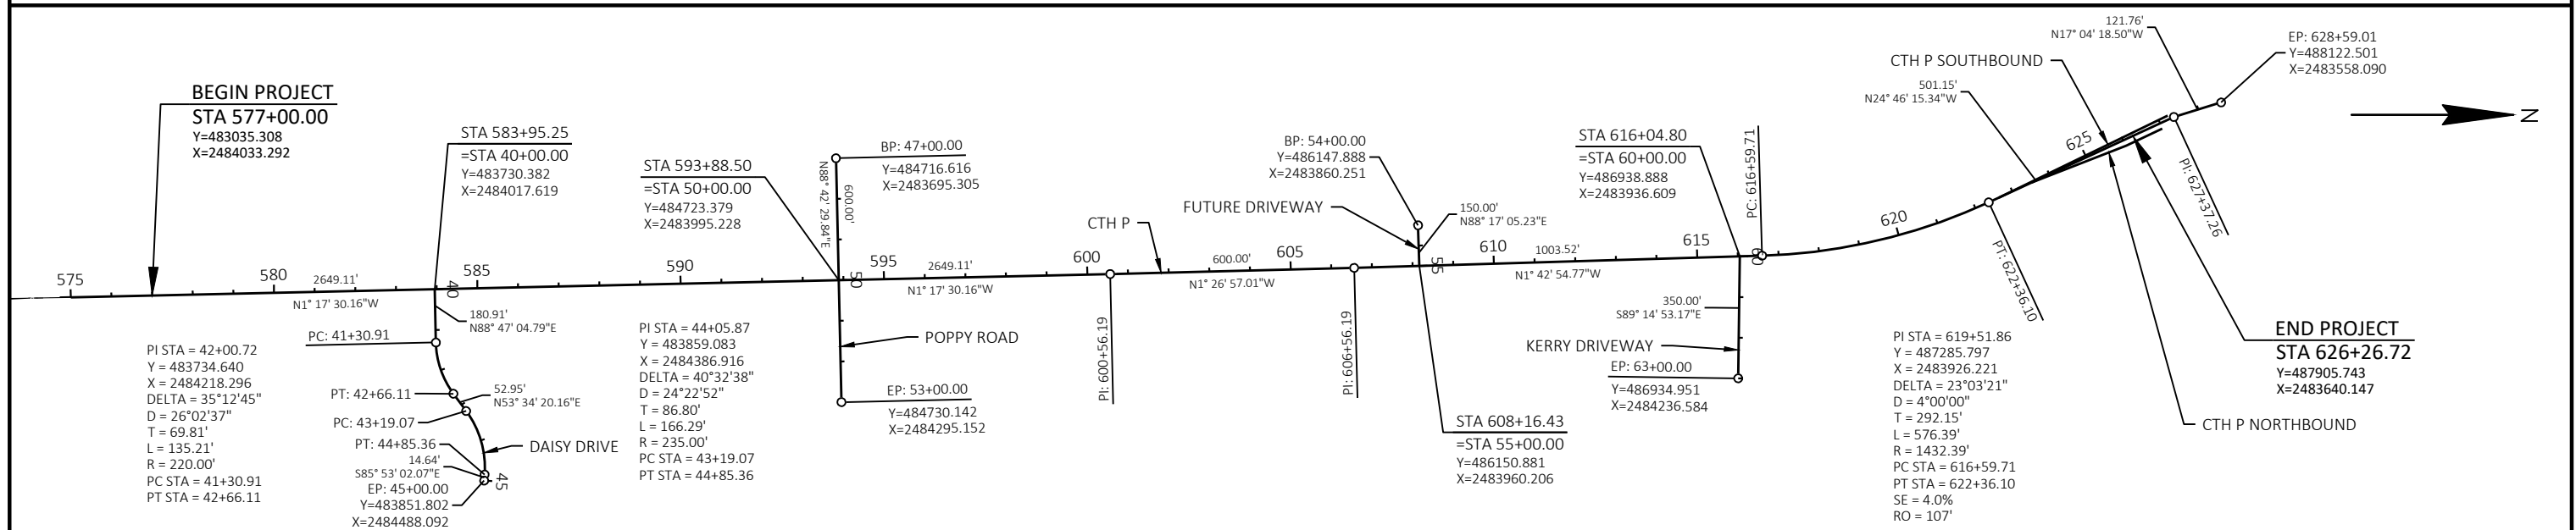 BEGIN PROJECT
STA 577+00.00
Y=483035.308
X=2484033.292
STA 583+95.25
=STA 40+00.00
Y=483730.382
X=2484017.619
STA 593+88.50
=STA 50+00.00
Y=484723.379
X=2483995.228
BP: 47+00.00
Y=484716.616
X=2483695.305
N88° 42' 29.84"E
600.00'
CTH P
BP: 54+00.00
Y=486147.888
X=2483860.251
FUTURE DRIVEWAY
150.00'
N88° 17' 05.23"E
STA 616+04.80
=STA 60+00.00
Y=486938.888
X=2483936.609
PC: 616+59.71
501.15'
N24° 46' 15.34"W
CTH P SOUTHBOUND
121.76'
N17° 04' 18.50"W
EP: 628+59.01
Y=488122.501
X=2483558.090
N
575
580
585
590
595
600
605
610
615
620
625
2649.11'
N1° 17' 30.16"W
40
50
2649.11'
N1° 17' 30.16"W
600.00'
N1° 26' 57.01"W
55
1003.52'
N1° 42' 54.77"W
60
PI: 627+37.26
PT: 622+36.10
180.91'
N88° 47' 04.79"E
PC: 41+30.91
PT: 42+66.11
52.95'
N53° 34' 20.16"E
PC: 43+19.07
PT: 44+85.36
14.64'
S85° 53' 02.07"E
EP: 45+00.00
Y=483851.802
X=2484488.092
45
DAISY DRIVE
PI STA = 42+00.72
Y = 483734.640
X = 2484218.296
DELTA = 35°12'45"
D = 26°02'37"
T = 69.81'
L = 135.21'
R = 220.00'
PC STA = 41+30.91
PT STA = 42+66.11
PI STA = 44+05.87
Y = 483859.083
X = 2484386.916
DELTA = 40°32'38"
D = 24°22'52"
T = 86.80'
L = 166.29'
R = 235.00'
PC STA = 43+19.07
PT STA = 44+85.36
POPPY ROAD
EP: 53+00.00
Y=484730.142
X=2484295.152
PI: 600+56.19
PI: 606+56.19
STA 608+16.43
=STA 55+00.00
Y=486150.881
X=2483960.206
350.00'
S89° 14' 53.17"E
KERRY DRIVEWAY
EP: 63+00.00
Y=486934.951
X=2484236.584
PI STA = 619+51.86
Y = 487285.797
X = 2483926.221
DELTA = 23°03'21"
D = 4°00'00"
T = 292.15'
L = 576.39'
R = 1432.39'
PC STA = 616+59.71
PT STA = 622+36.10
SE = 4.0%
RO = 107'
END PROJECT
STA 626+26.72
Y=487905.743
X=2483640.147
CTH P NORTHBOUND